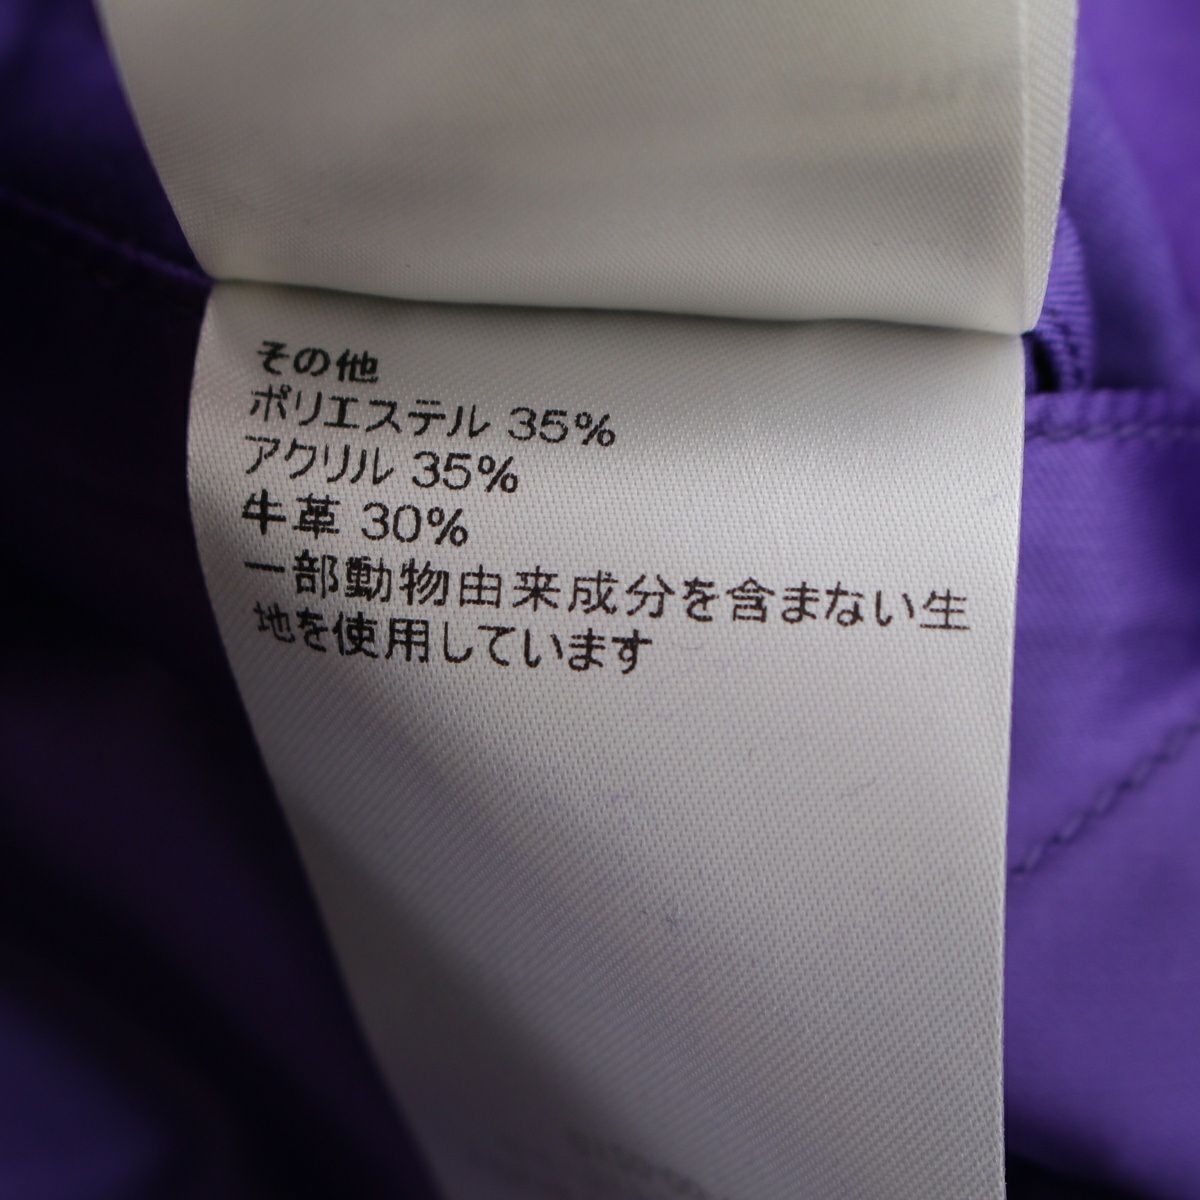 その他
ポリエステル 35%
アクリル 35%
牛革 30%
一部動物由来成分を含まない生
地を使用しています